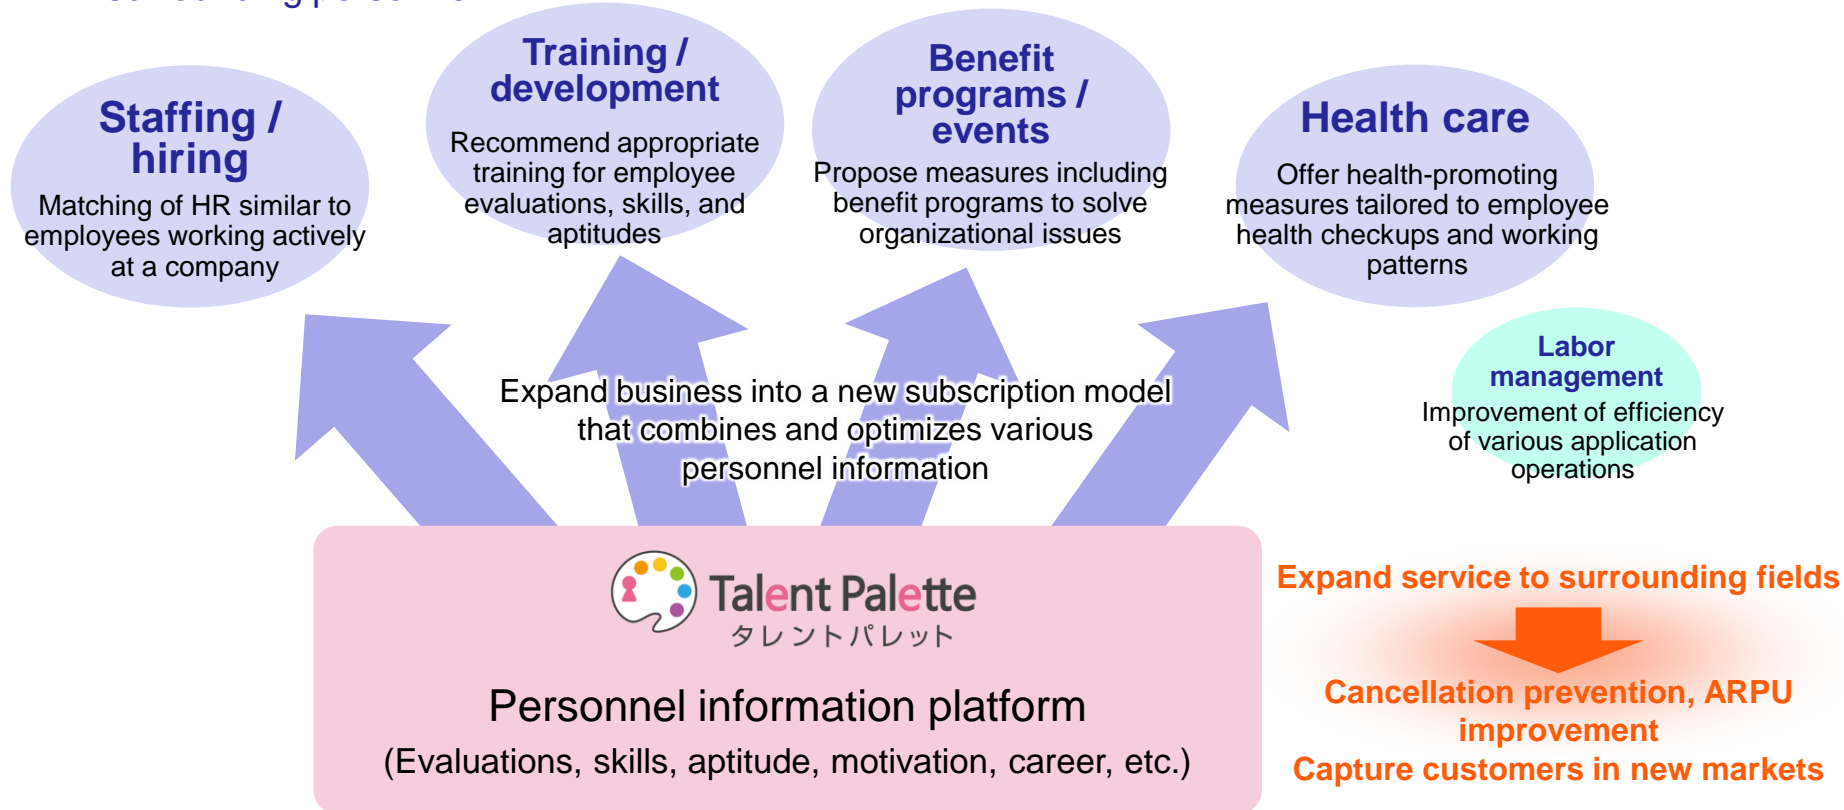 Staffing /
hiring
Matching of HR similar to
employees working actively
at a company
Training /
development
Recommend appropriate
training for employee
evaluations, skills, and
aptitudes
Benefit
programs /
events
Propose measures including
benefit programs to solve
organizational issues
Health care
Offer health-promoting
measures tailored to employee
health checkups and working
patterns
Labor
management
Improvement of efficiency
of various application
operations
Expand business into a new subscription model
that combines and optimizes various
personnel information
Talent Palette
タレントパレット
Personnel information platform
(Evaluations, skills, aptitude, motivation, career, etc.)
Expand service to surrounding fields
Cancellation prevention, ARPU
improvement
Capture customers in new markets